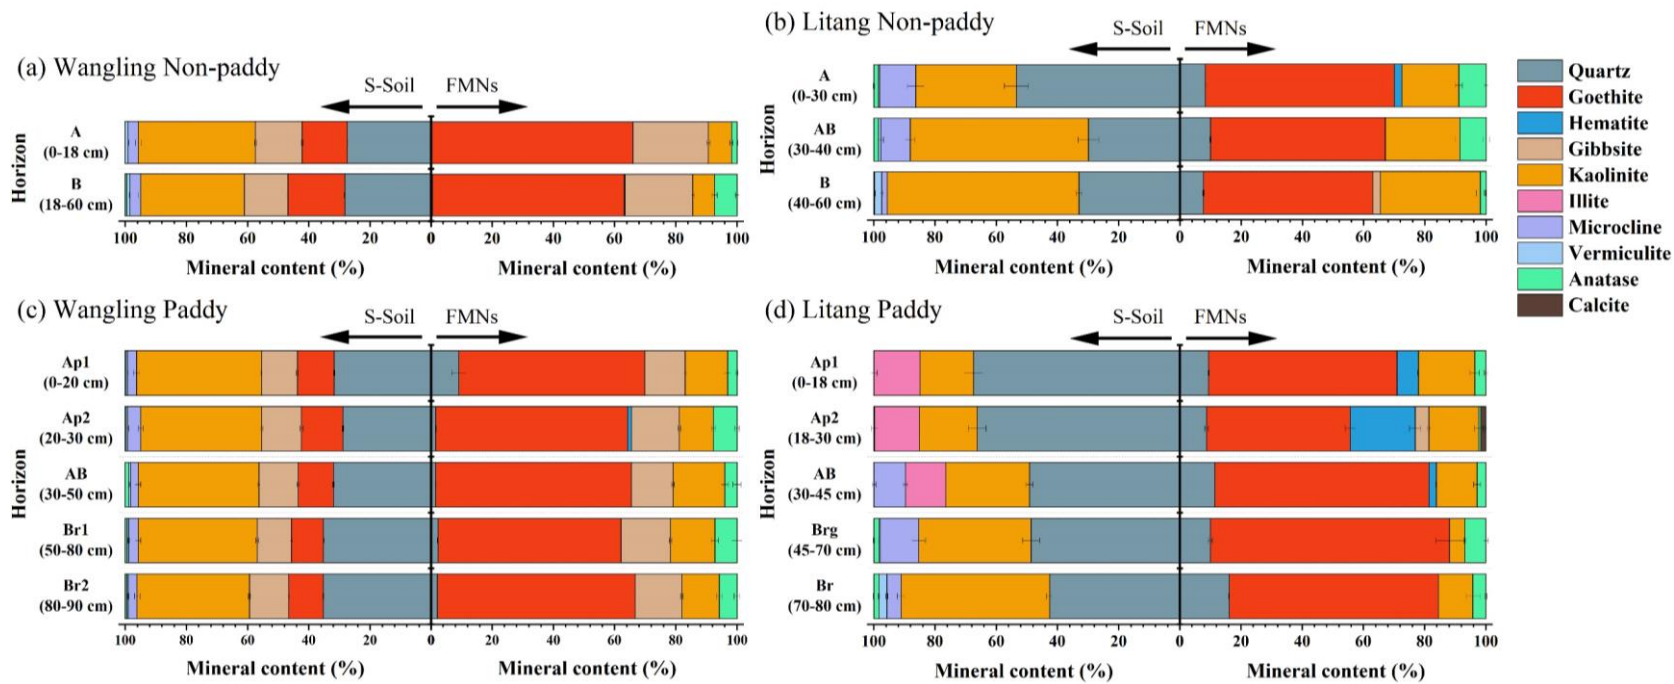 (a) Wangling Non-paddy
S-Soil FMNs
Horizon
A
(0-18 cm)
B
(18-60 cm)
100 80 60 40 20 0 20 40 60 80 100
Mineral content (%) Mineral content (%)
(b) Litang Non-paddy
S-Soil FMNs
Horizon
A
(0-30 cm)
AB
(30-40 cm)
B
(40-60 cm)
100 80 60 40 20 0 20 40 60 80 100
Mineral content (%) Mineral content (%)
Quartz
Goethite
Hematite
Gibbsite
Kaolinite
Illite
Microcline
Vermiculite
Anatase
Calcite
(c) Wangling Paddy
S-Soil FMNs
Horizon
Ap1
(0-20 cm)
Ap2
(20-30 cm)
AB
(30-50 cm)
Br1
(50-80 cm)
Br2
(80-90 cm)
100 80 60 40 20 0 20 40 60 80 100
Mineral content (%) Mineral content (%)
(d) Litang Paddy
S-Soil FMNs
Horizon
Ap1
(0-18 cm)
Ap2
(18-30 cm)
AB
(30-45 cm)
Brg
(45-70 cm)
Br
(70-80 cm)
100 80 60 40 20 0 20 40 60 80 100
Mineral content (%) Mineral content (%)